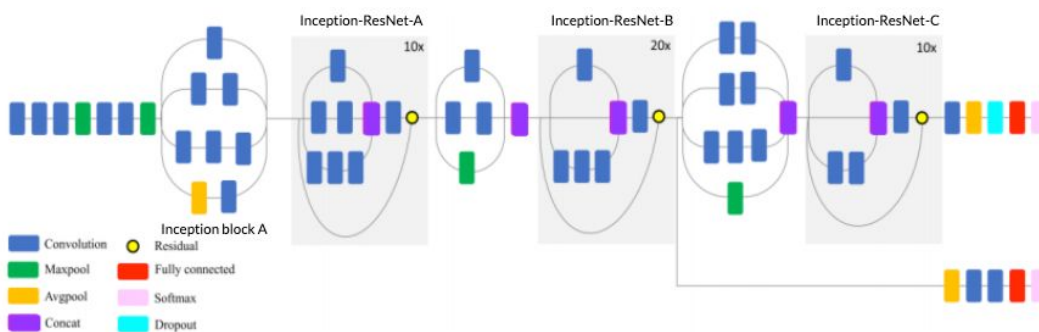 Inception-ResNet-A
Inception-ResNet-B
Inception-ResNet-C
10x
20x
10x
Inception block A
Convolution
Residual
Maxpool
Fully connected
Avgpool
Softmax
Concat
Dropout